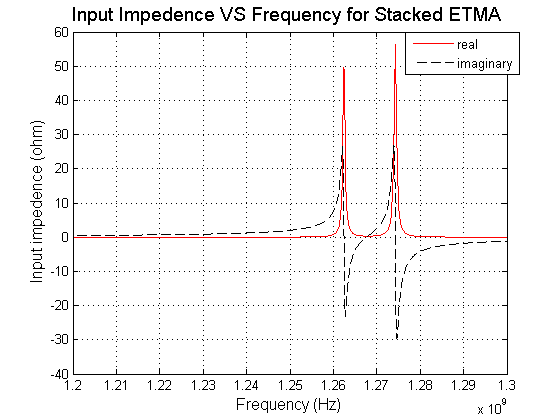 Input Impedence VS Frequency for Stacked ETMA
real
imaginary
60
50
40
30
20
10
0
-10
-20
-30
-40
Input impedence (ohm)
1.2 1.21 1.22 1.23 1.24 1.25 1.26 1.27 1.28 1.29 1.3
Frequency (Hz)
x 10^9